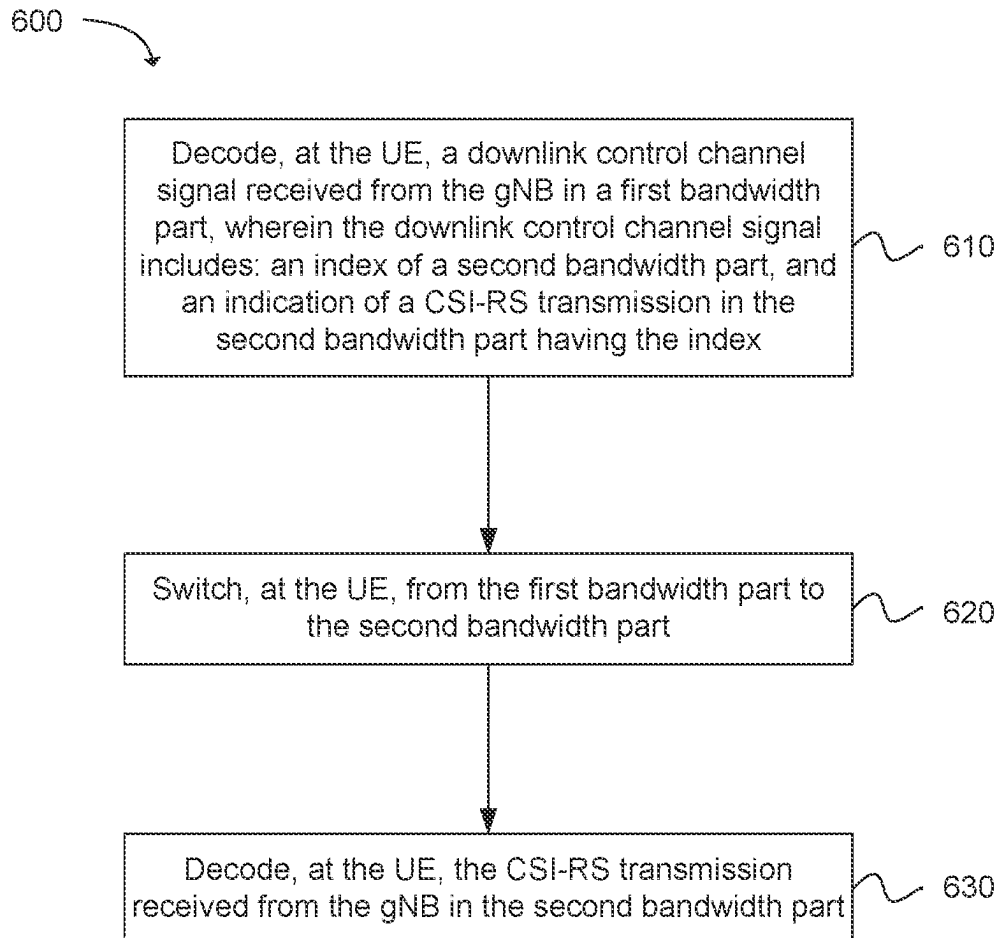 600
Decode, at the UE, a downlink control channel
signal received from the gNB in a first bandwidth
part, wherein the downlink control channel signal
includes: an index of a second bandwidth part, and
an indication of a CSI-RS transmission in the
second bandwidth part having the index
610
Switch, at the UE, from the first bandwidth part to
the second bandwidth part
620
Decode, at the UE, the CSI-RS transmission
received from the gNB in the second bandwidth part
630